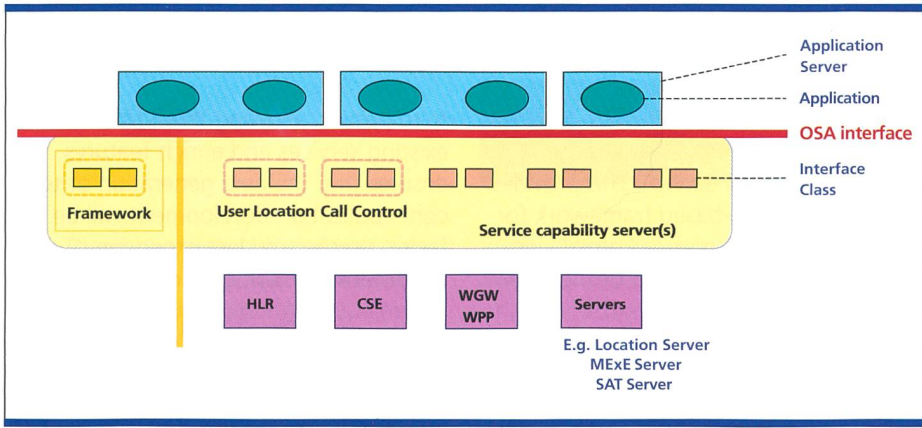 Application
Server
Application
OSA interface
Interface
Class
Framework
User Location
Call Control
Service capability server(s)
HLR
CSE
WGW
WPP
Servers
E.g. Location Server
MExE Server
SAT Server